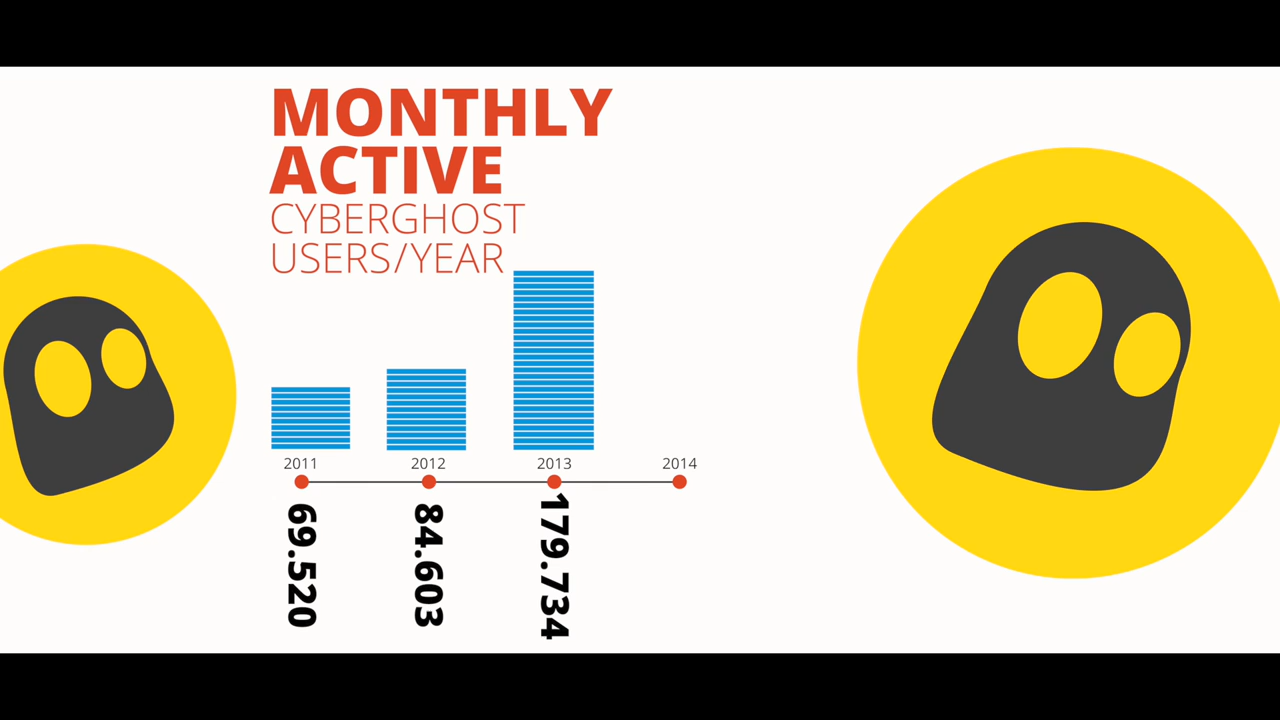 MONTHLY
ACTIVE
CYBERGHOST
USERS/YEAR
2011 2012 2013 2014
69.520 84.603 179.734